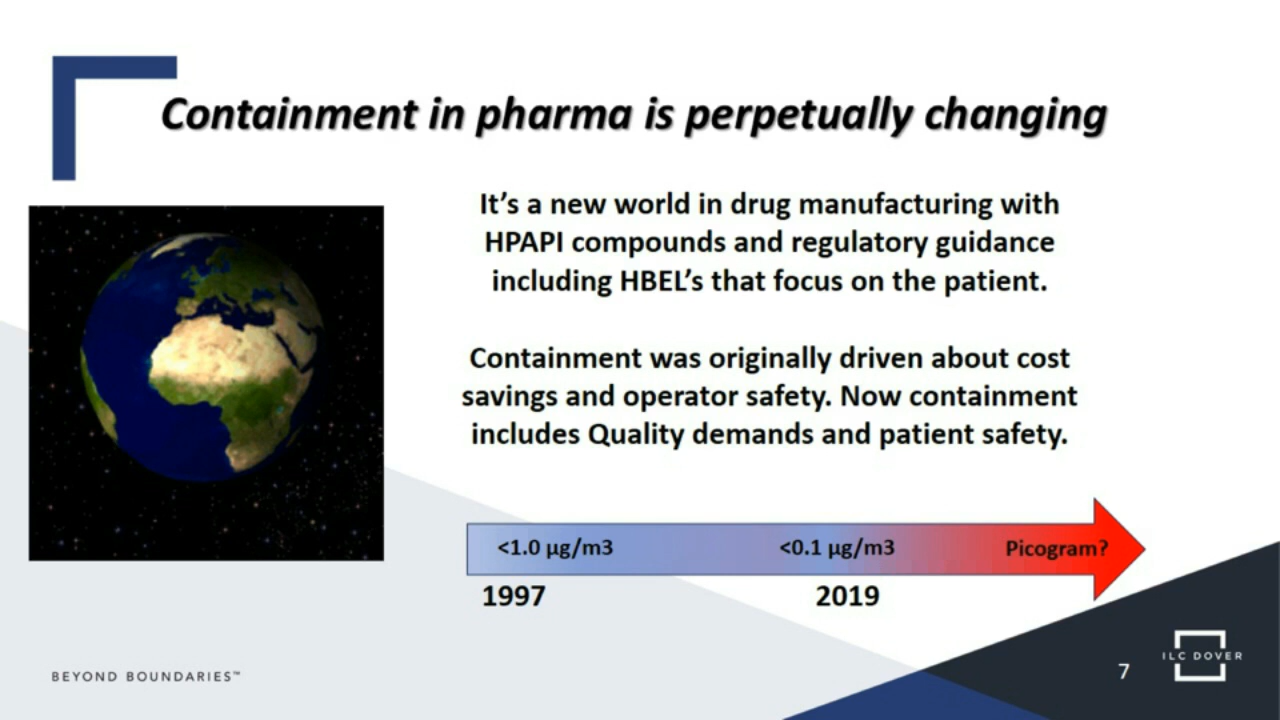 Containment in pharma is perpetually changing
It’s a new world in drug manufacturing with
HPAPI compounds and regulatory guidance
including HBEL’s that focus on the patient.
Containment was originally driven about cost
savings and operator safety. Now containment
includes Quality demands and patient safety.
<1.0 µg/m3
<0.1 µg/m3
Picogram?
1997
2019
BEYOND BOUNDARIES™
7
ILC DOVER